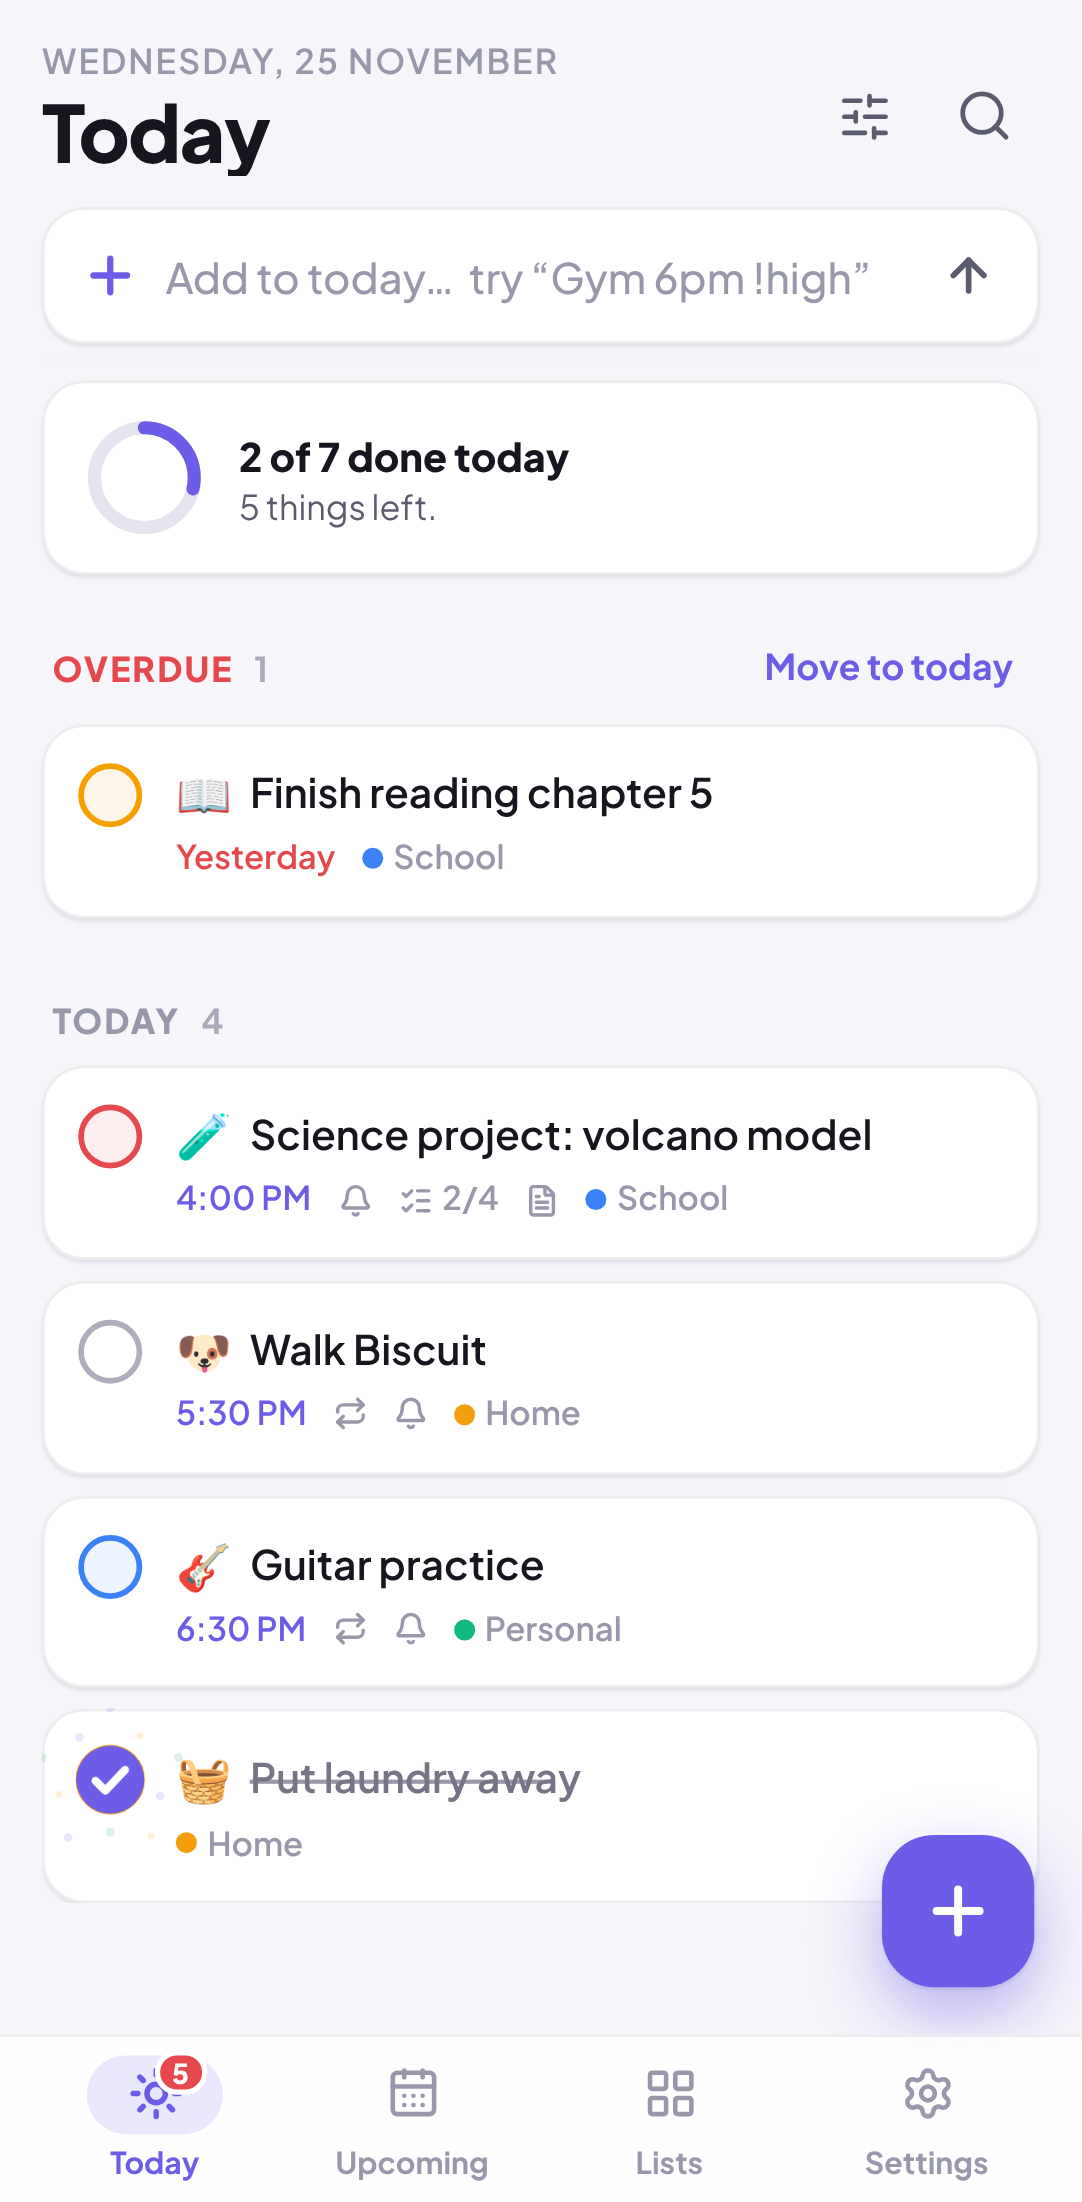 WEDNESDAY, 25 NOVEMBER
Today
Add to today... try “Gym 6pm !high”
2 of 7 done today
5 things left.
OVERDUE 1
Move to today
Finish reading chapter 5
Yesterday School
TODAY 4
Science project: volcano model
4:00 PM 2/4 School
Walk Biscuit
5:30 PM Home
Guitar practice
6:30 PM Personal
Put laundry away
Home
5
Today Upcoming Lists Settings